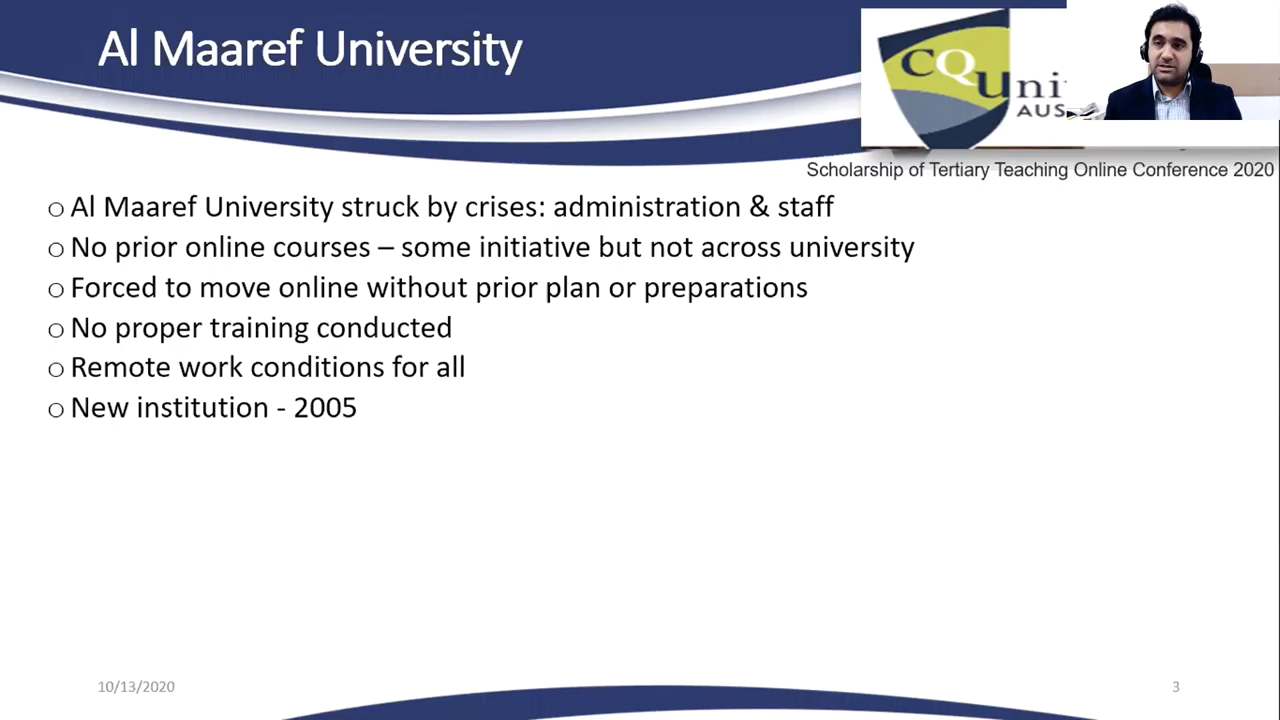 Al Maaref University
CQUni
AUS
Scholarship of Tertiary Teaching Online Conference 2020
o Al Maaref University struck by crises: administration & staff
o No prior online courses – some initiative but not across university
o Forced to move online without prior plan or preparations
o No proper training conducted
o Remote work conditions for all
o New institution - 2005
10/13/2020
3